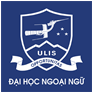 ULIS
OPPORTUNITIES
ĐẠI HỌC NGOẠI NGỮ